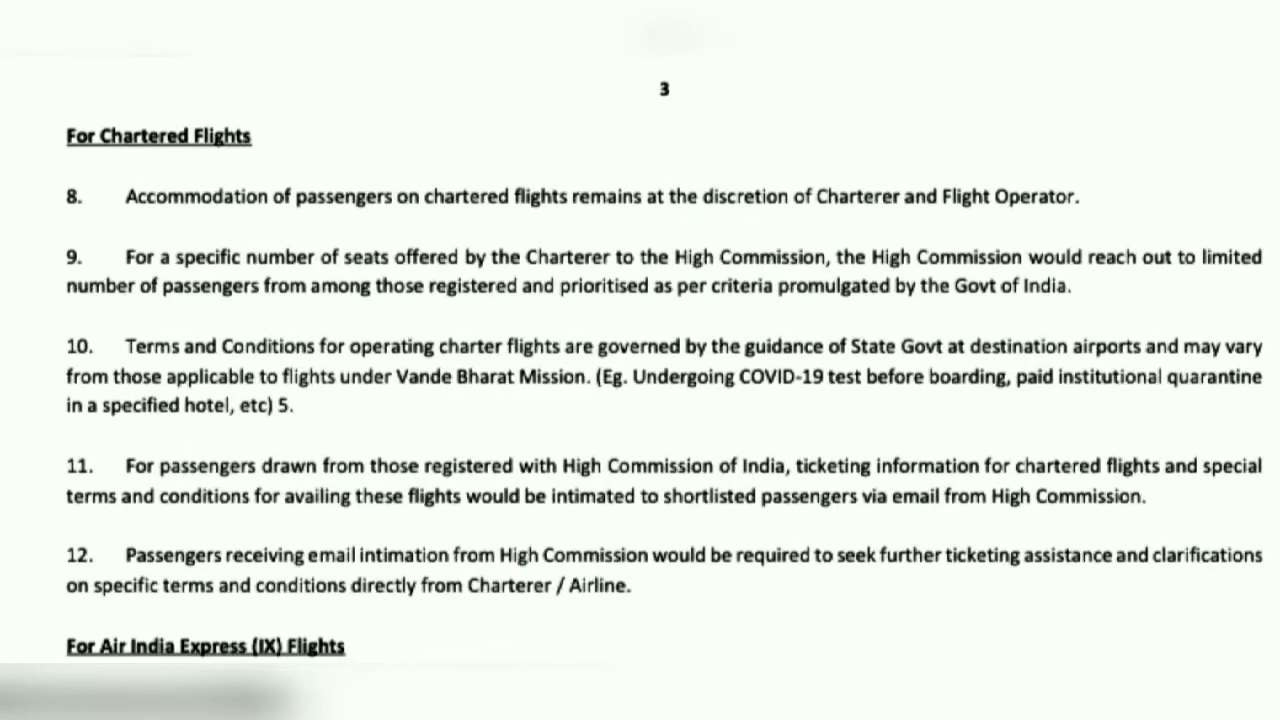 3
For Chartered Flights
8. Accommodation of passengers on chartered flights remains at the discretion of Charterer and Flight Operator.
9. For a specific number of seats offered by the Charterer to the High Commission, the High Commission would reach out to limited
number of passengers from among those registered and prioritised as per criteria promulgated by the Govt of India.
10. Terms and Conditions for operating charter flights are governed by the guidance of State Govt at destination airports and may vary
from those applicable to flights under Vande Bharat Mission. (Eg. Undergoing COVID-19 test before boarding, paid institutional quarantine
in a specified hotel, etc) 5.
11. For passengers drawn from those registered with High Commission of India, ticketing information for chartered flights and special
terms and conditions for availing these flights would be intimated to shortlisted passengers via email from High Commission.
12. Passengers receiving email intimation from High Commission would be required to seek further ticketing assistance and clarifications
on specific terms and conditions directly from Charterer / Airline.
For Air India Express (IX) Flights